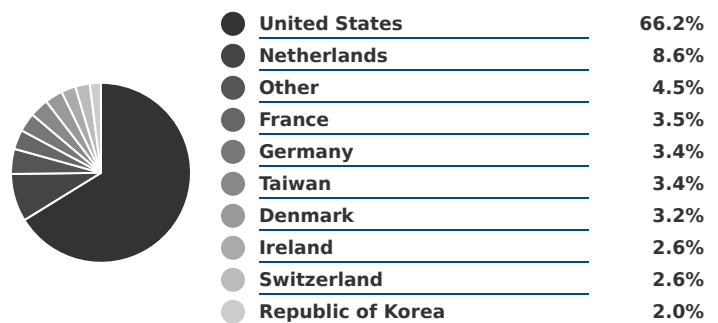 United States 66.2%
Netherlands 8.6%
Other 4.5%
France 3.5%
Germany 3.4%
Taiwan 3.4%
Denmark 3.2%
Ireland 2.6%
Switzerland 2.6%
Republic of Korea 2.0%